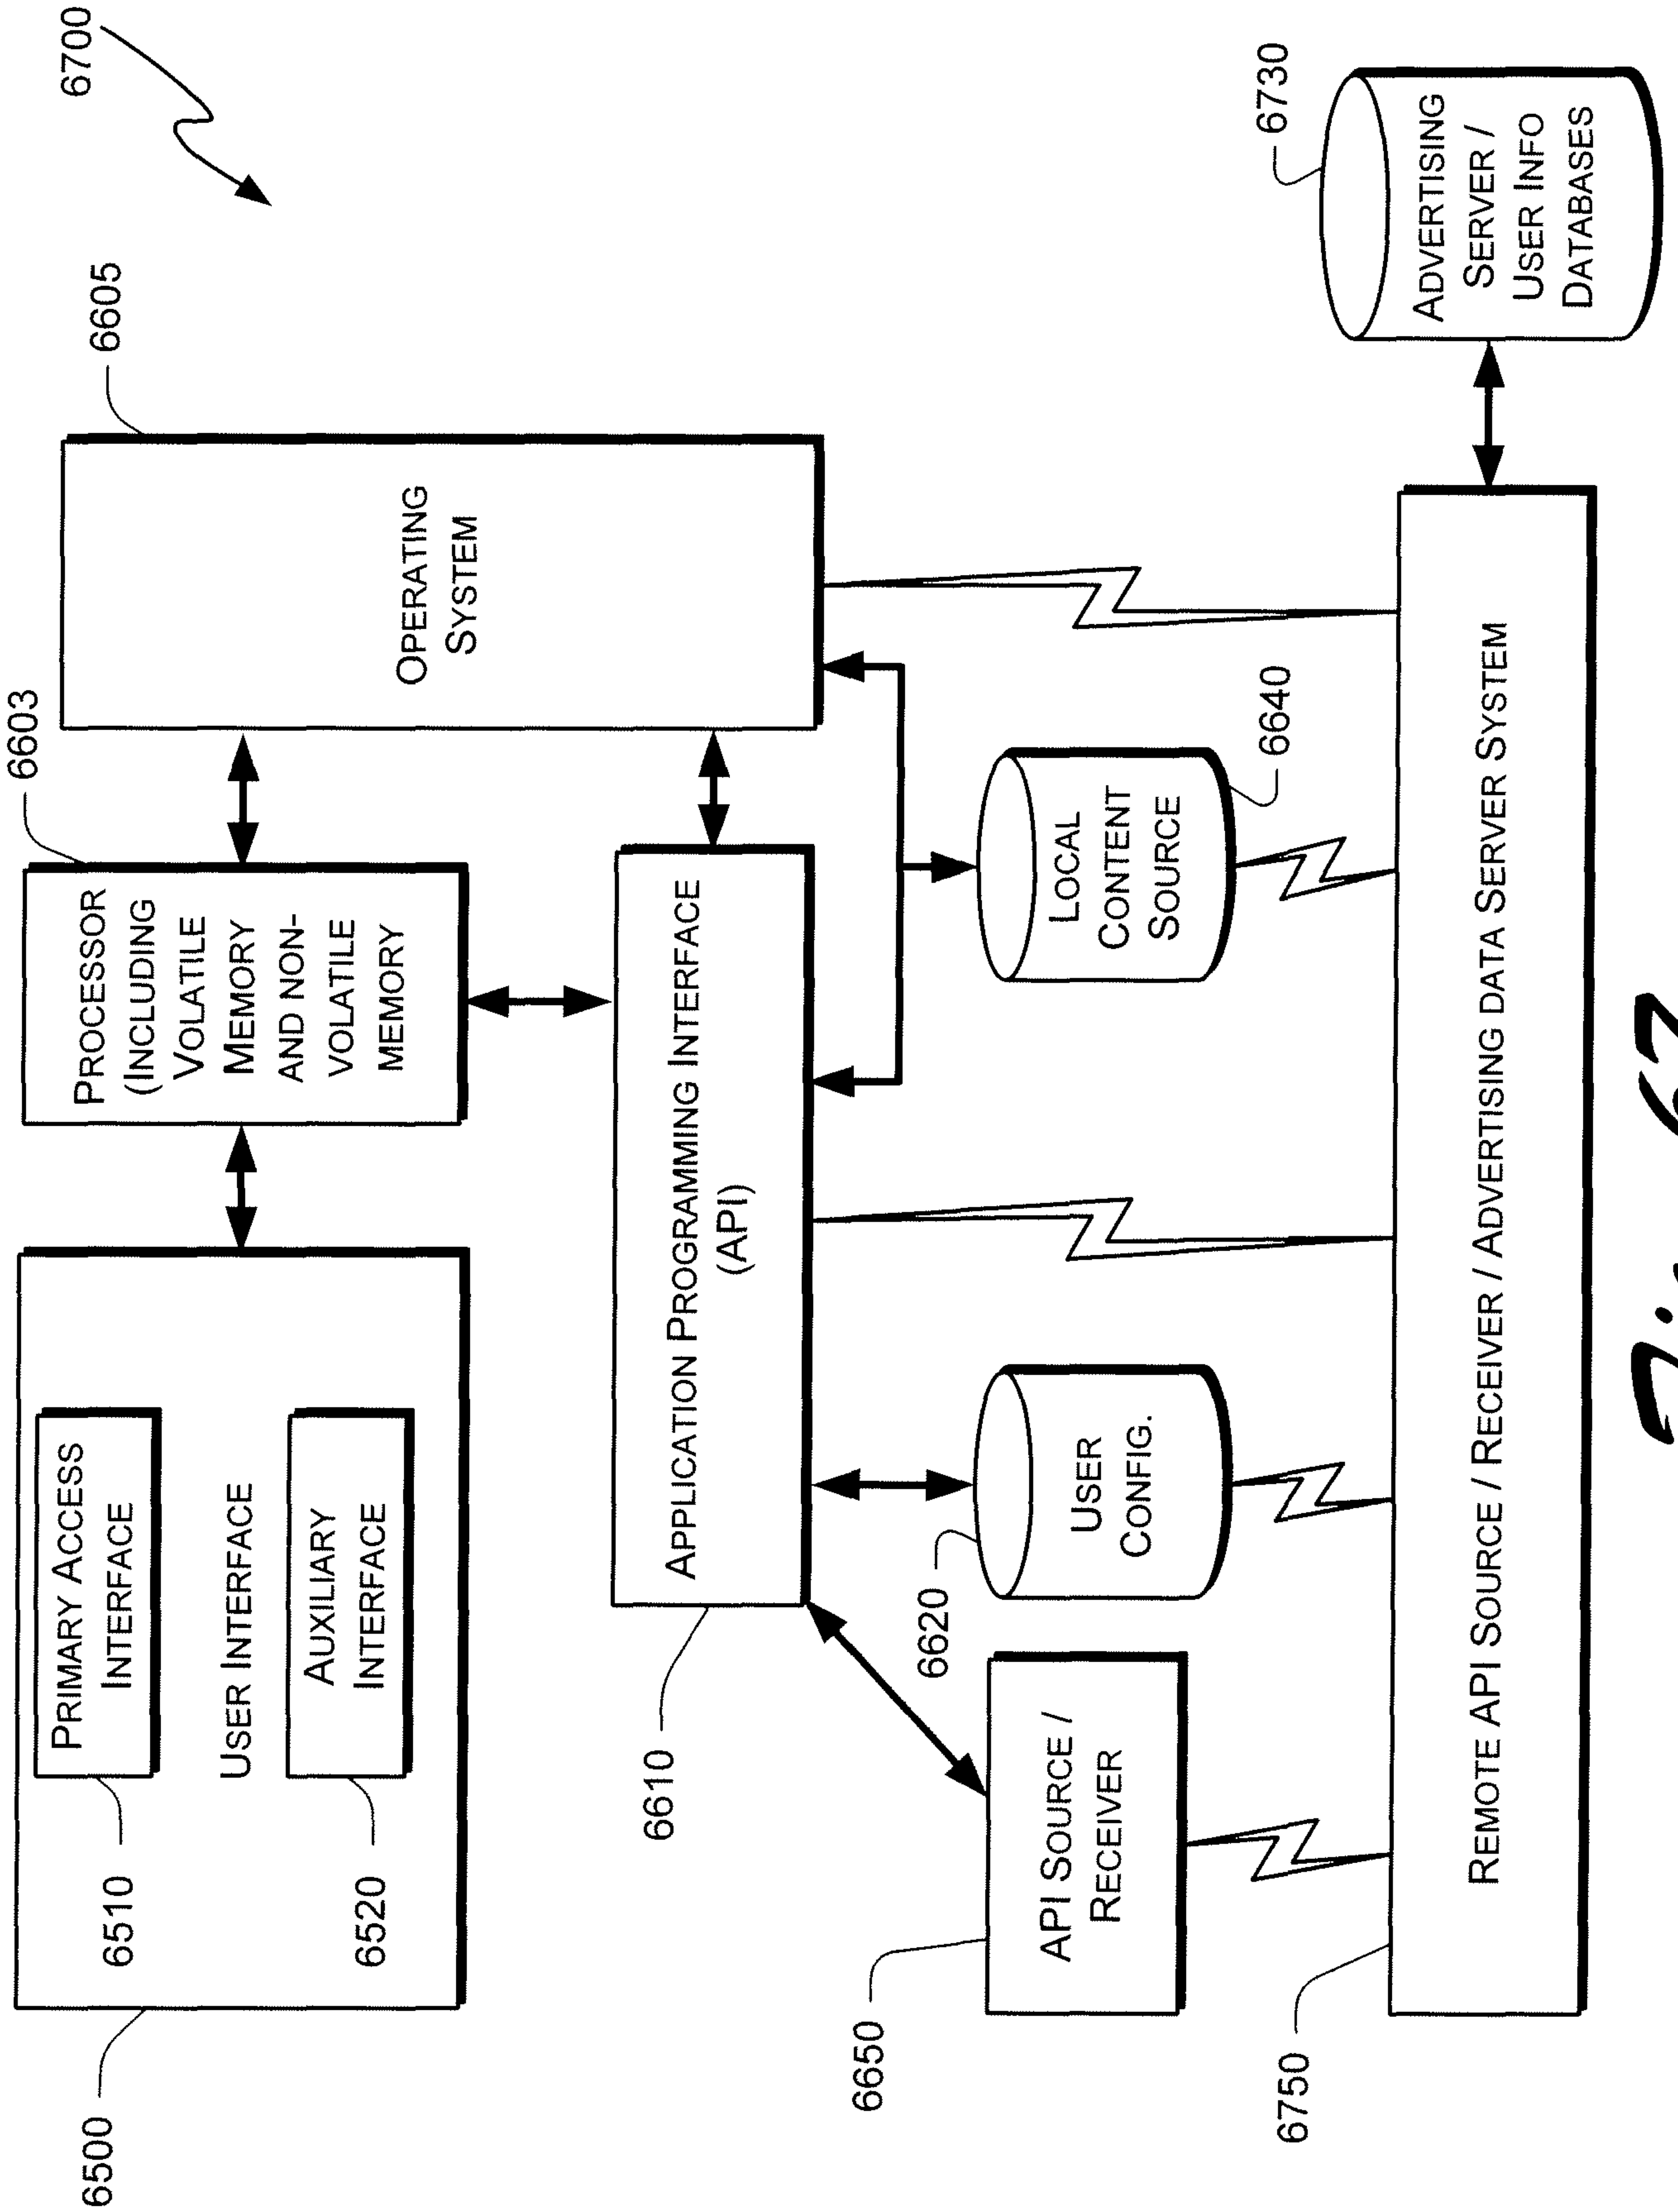 6700
6500
6510
PRIMARY ACCESS
INTERFACE
USER INTERFACE
6520
AUXILIARY
INTERFACE
6603
PROCESSOR
(INCLUDING
VOLATILE
MEMORY
AND NON-
VOLATILE
MEMORY
6605
OPERATING
SYSTEM
6610
APPLICATION PROGRAMMING INTERFACE
(API)
6650
API SOURCE /
RECEIVER
6620
USER
CONFIG.
LOCAL
CONTENT
SOURCE
6640
6750
REMOTE API SOURCE / RECEIVER / ADVERTISING DATA SERVER SYSTEM
6730
ADVERTISING
SERVER /
USER INFO
DATABASES